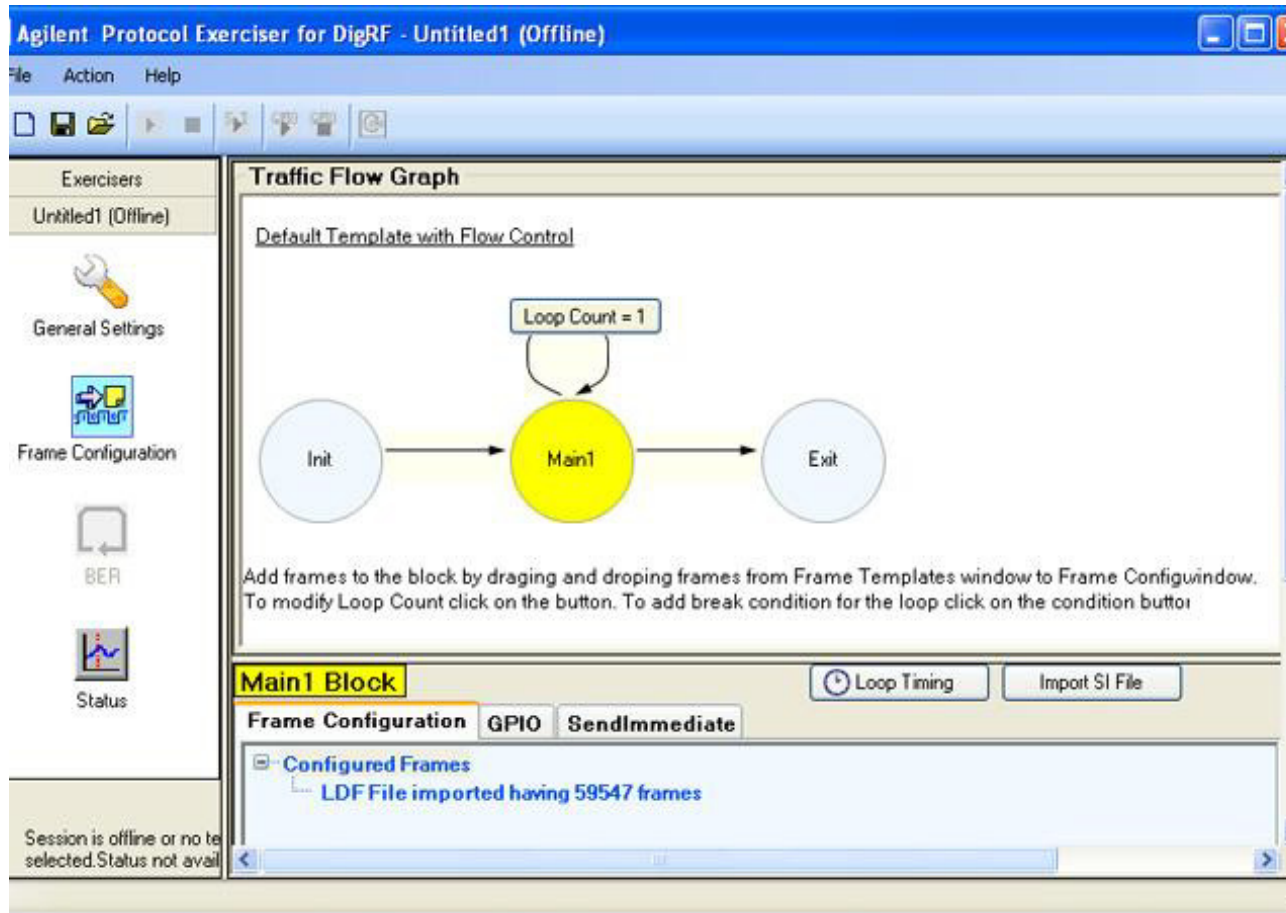 Agilent Protocol Exerciser for DigRF - Untitled1 (Offline)
File Action Help
Exercisers
Untitled1 (Offline)
General Settings
Frame Configuration
BER
Status
Session is offline or no te
selected.Status not avail
Traffic Flow Graph
Default Template with Flow Control
Loop Count = 1
Init
Main1
Exit
Add frames to the block by draging and droping frames from Frame Templates window to Frame Configuwindow.
To modify Loop Count click on the button. To add break condition for the loop click on the condition button
Main1 Block
Loop Timing
Import SI File
Frame Configuration GPIO SendImmediate
Configured Frames
LDF File imported having 59547 frames